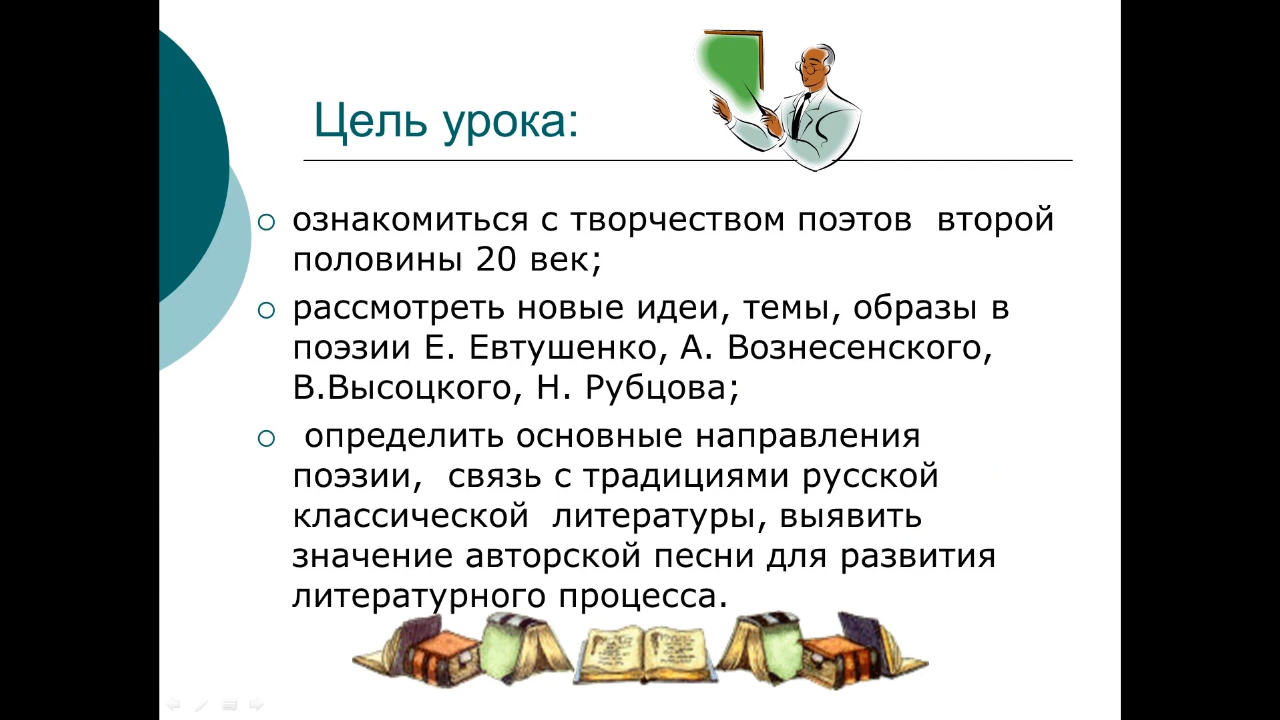 Цель урока:
ознакомиться с творчеством поэтов второй
половины 20 век;
рассмотреть новые идеи, темы, образы в
поэзии Е. Евтушенко, А. Вознесенского,
В.Высоцкого, Н. Рубцова;
определить основные направления
поэзии, связь с традициями русской
классической литературы, выявить
значение авторской песни для развития
литературного процесса.